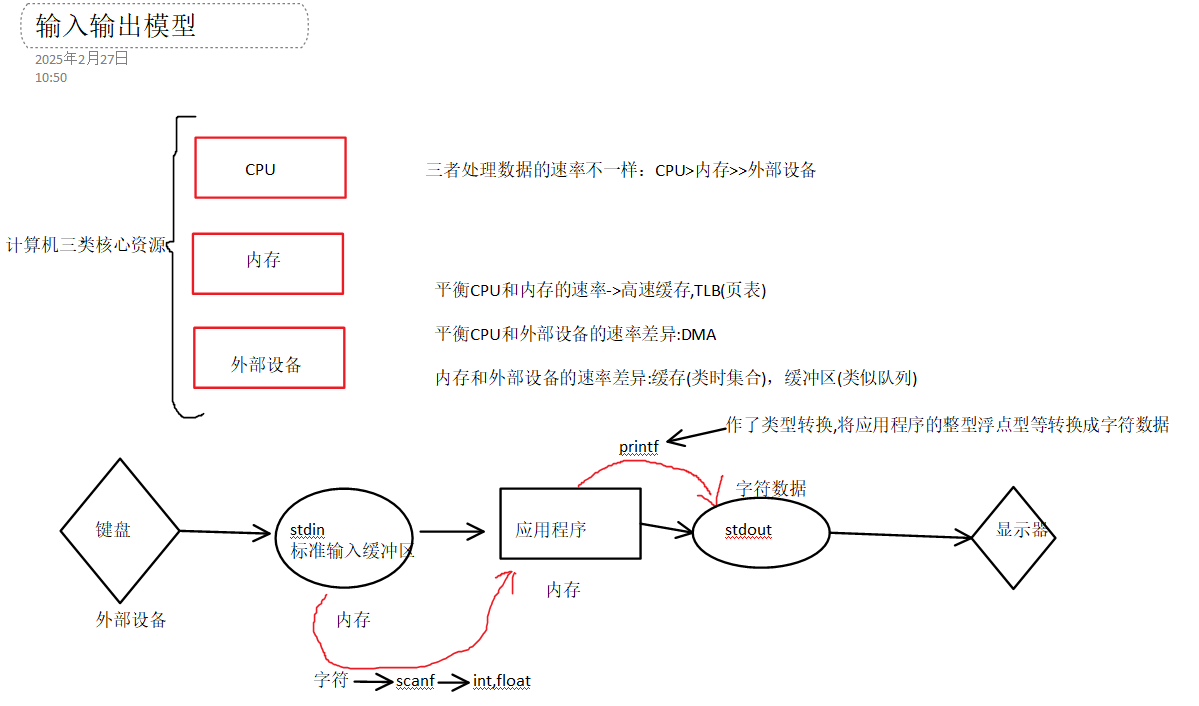 输入输出模型
2025年2月27日
10:50
计算机三类核心资源
CPU
三者处理数据的速率不一样：CPU>内存>>外部设备
内存
平衡CPU和内存的速率->高速缓存,TLB(页表)
平衡CPU和外部设备的速率差异:DMA
外部设备
内存和外部设备的速率差异:缓存(类时集合)，缓冲区(类似队列)
作了类型转换,将应用程序的整型浮点型等转换成字符数据
printf
字符数据
键盘
stdin
标准输入缓冲区
应用程序
stdout
显示器
外部设备
内存
内存
字符
scanf
int,float